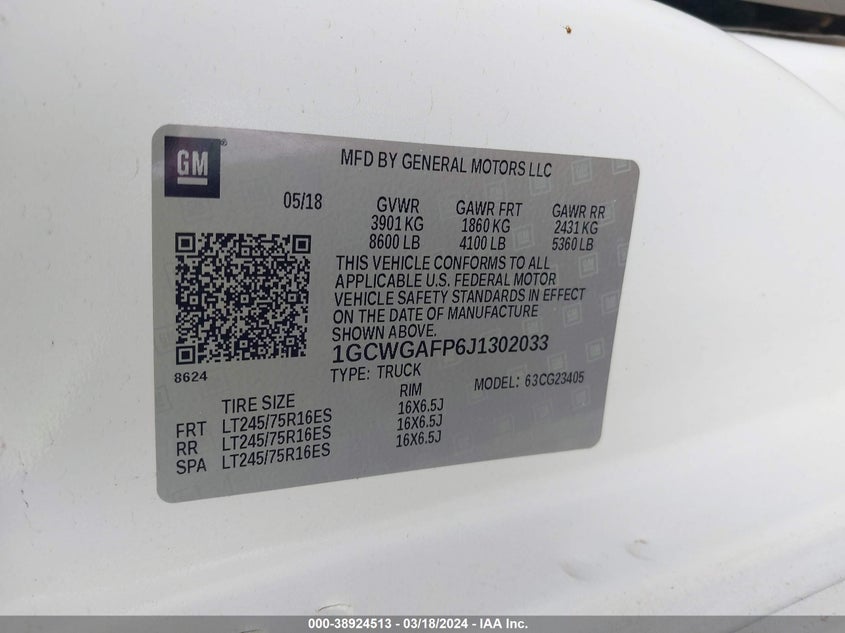 GM
MFD BY GENERAL MOTORS LLC
05/18 GVWR GAWR FRT GAWR RR
3901 KG 1860 KG 2431 KG
8600 LB 4100 LB 5360 LB
THIS VEHICLE CONFORMS TO ALL
APPLICABLE U.S. FEDERAL MOTOR
VEHICLE SAFETY STANDARDS IN EFFECT
ON THE DATE OF MANUFACTURE
SHOWN ABOVE.
1GCWGAFP6J1302033
8624
TYPE: TRUCK MODEL: 63CG23405
TIRE SIZE RIM
FRT LT245/75R16ES 16X6.5J
RR LT245/75R16ES 16X6.5J
SPA LT245/75R16ES 16X6.5J
000-38924513 - 03/18/2024 - IAA Inc.